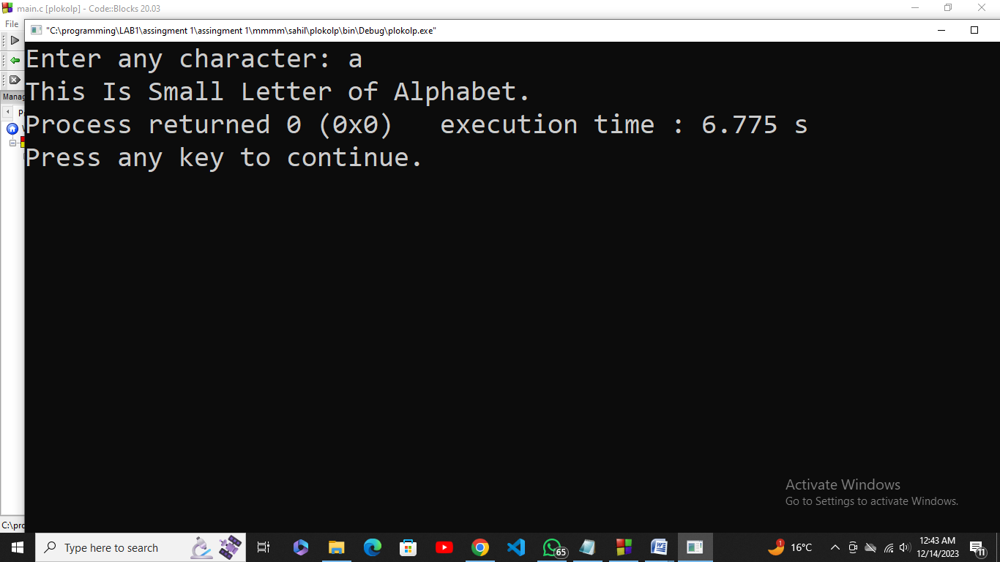 main.c [plokolp] - Code::Blocks 20.03
File
"C:\programming\LAB1\assingment 1\assingment 1\mmmm\sahil\plokolp\bin\Debug\plokolp.exe"
Enter any character: a
This Is Small Letter of Alphabet.
Manag
P
Process returned 0 (0x0)   execution time : 6.775 s
Press any key to continue.
Activate Windows
Go to Settings to activate Windows.
C:\pro
Type here to search
65
W
1
16°C
12:43 AM
12/14/2023
11